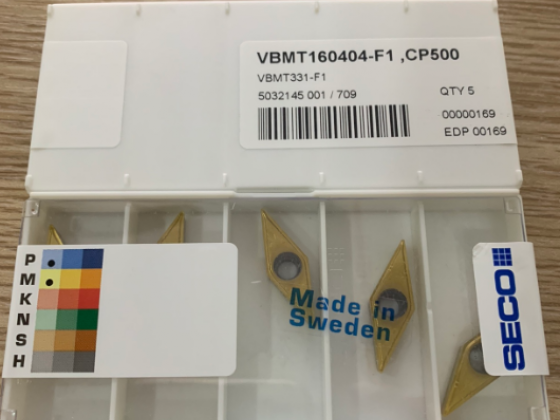 VBMT160404-F1 ,CP500
VBMT331-F1
5032145 001 / 709
QTY 5
00000169
EDP 00169
P
M
K
N
S
H
Made in
Sweden
SECO